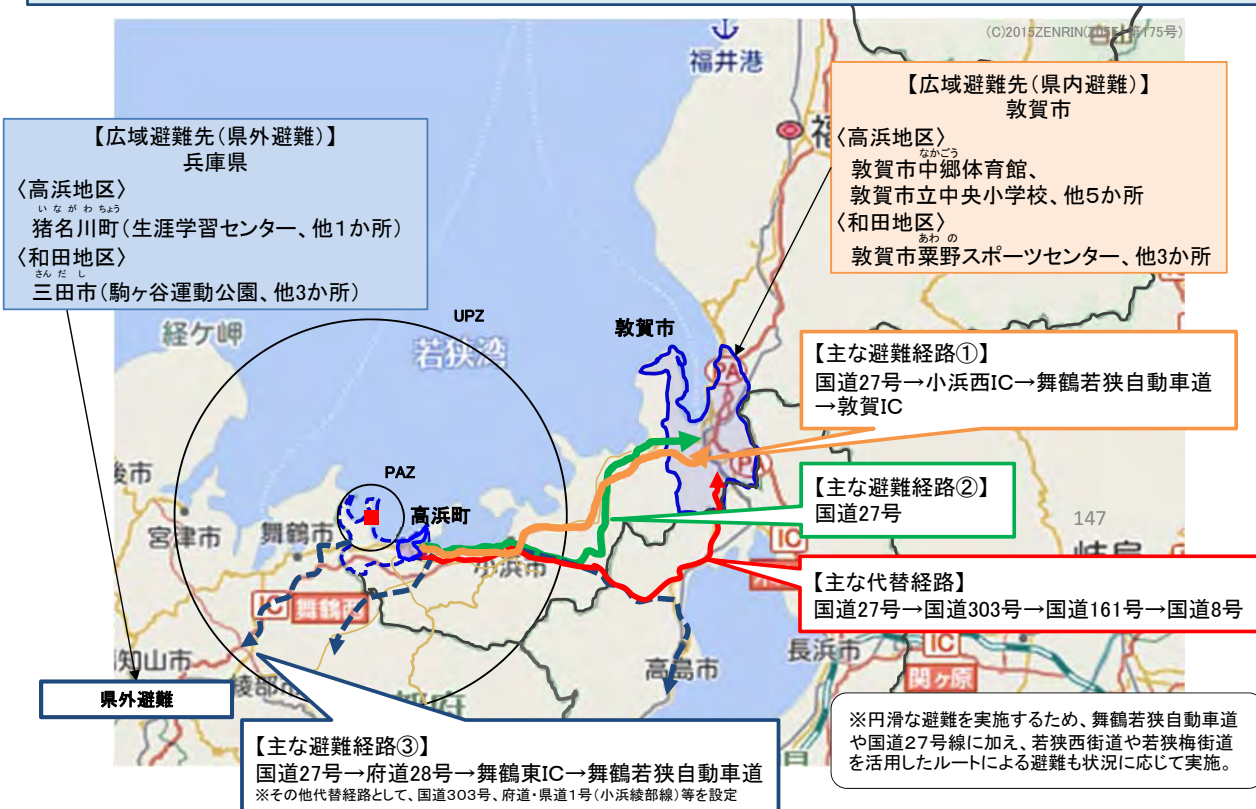 (C)2015ZENRIN(Z05E-第175号)
福井港
【広域避難先(県内避難)】
敦賀市
〈高浜地区〉
なかごう
敦賀市中郷体育館、
敦賀市立中央小学校、他5か所
〈和田地区〉
あわの
敦賀市粟野スポーツセンター、他3か所
【広域避難先(県外避難)】
兵庫県
〈高浜地区〉
いながわちょう
猪名川町(生涯学習センター、他1か所)
〈和田地区〉
さんだし
三田市(駒ヶ谷運動公園、他3か所)
UPZ
敦賀市
経ケ岬
若狭湾
PA
【主な避難経路①】
国道27号→小浜西IC→舞鶴若狭自動車道
→敦賀IC
PAZ
高浜町
PA
【主な避難経路②】
国道27号
147
宮津市
舞鶴市
小浜市
IC
岐阜
【主な代替経路】
国道27号→国道303号→国道161号→国道8号
IC
舞鶴西
知山市
綾部市
高島市
長浜市
IC
関ヶ原
県外避難
府
【主な避難経路③】
国道27号→府道28号→舞鶴東IC→舞鶴若狭自動車道
※その他代替経路として、国道303号、府道・県道1号(小浜綾部線)等を設定
※円滑な避難を実施するため、舞鶴若狭自動車道
や国道27号線に加え、若狭西街道や若狭梅街道
を活用したルートによる避難も状況に応じて実施。